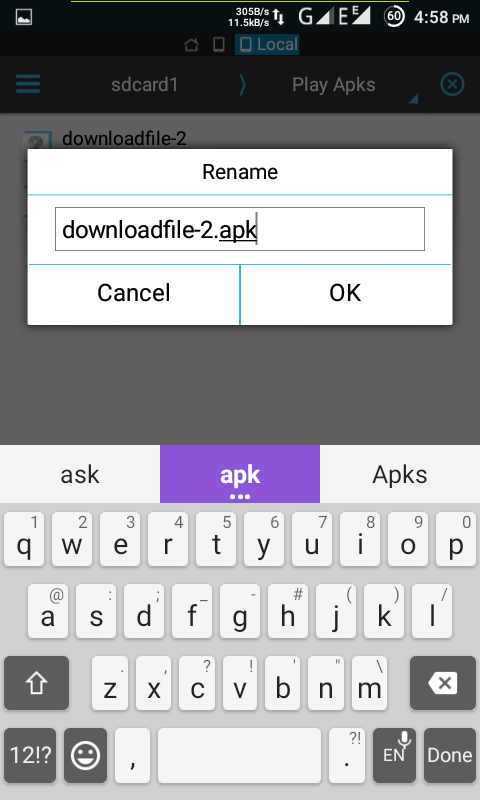 305B/s
11.5kB/s
G E E 60 4:58 PM
Local
sdcard1 Play Apks
downloadfile-2
Rename
downloadfile-2.apk
Cancel OK
ask apk Apks
1 2 3 4 5 6 7 8 9 0
q w e r t y u i o p
@ : ; _ - # ( ) /
a s d f g h j k l
. , ? ! ' " \
z x c v b n m
?!
12!? , . EN Done